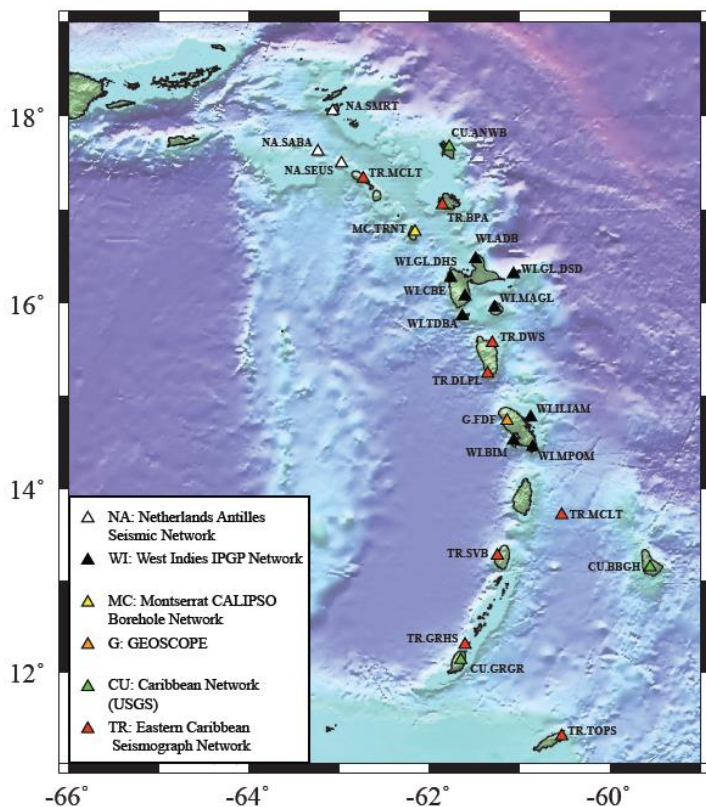 18°
16°
14°
12°
-66°
-64°
-62°
-60°
NA.SMRT
CU.ANWB
NA.SABA
NA.SEUS
TR.MCLT
TR.BPA
MC.TRNT
WI.ADB
WI.GL.DHS
WI.GL.DSD
WI.CBE
WI.MAGL
WI.TDBA
TR.DWS
TR.DLPL
WI.ILIAM
G.FDF
WI.BIM
WI.MPOM
TR.MCLT
TR.SVB
CU.BBGH
TR.GRHS
CU.GRGR
TR.TOPS
NA: Netherlands Antilles
Seismic Network
WI: West Indies IPGP Network
MC: Montserrat CALIPSO
Borehole Network
G: GEOSCOPE
CU: Caribbean Network
(USGS)
TR: Eastern Caribbean
Seismograph Network